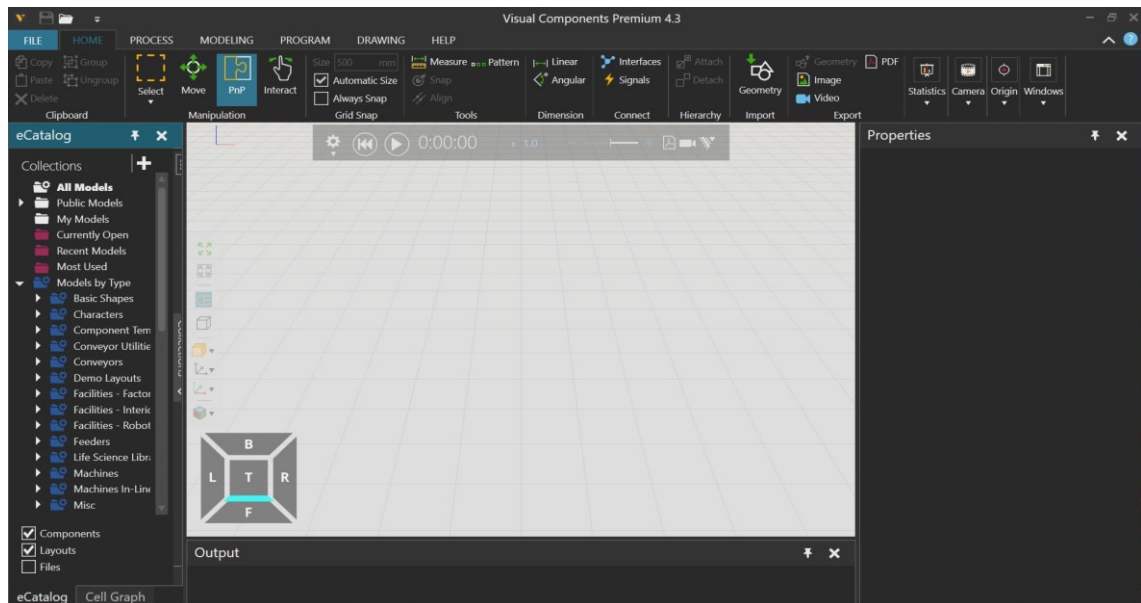 Visual Components Premium 4.3
FILE HOME PROCESS MODELING PROGRAM DRAWING HELP
Copy Group Size 500 mm Measure Pattern Linear Interfaces Attach Geometry PDF
Paste Ungroup Select Move PnP Interact Automatic Size Snap Angular Signals Detach Geometry Image Statistics Camera Origin Windows
Delete Always Snap Align Video
Clipboard Manipulation Grid Snap Tools Dimension Connect Hierarchy Import Export
eCatalog
0:00:00 x 1.0
Properties
Collections
All Models
Public Models
My Models
Currently Open
Recent Models
Most Used
Models by Type
Basic Shapes
Characters
Component Tem
Conveyor Utilitie
Conveyors
Demo Layouts
Facilities - Factor
Facilities - Interic
Facilities - Robot
Feeders
Life Science Libr
Machines
Machines In-Line
Misc
Collections
B
L T R
F
Components
Layouts
Files
Output
eCatalog Cell Graph